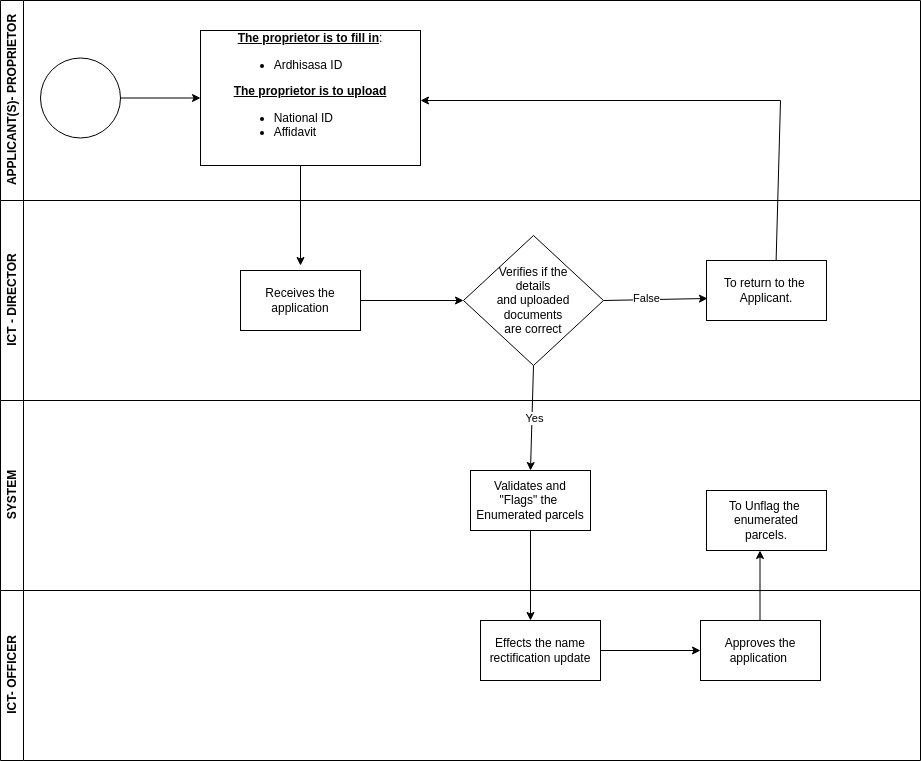 APPLICANT(S)- PROPRIETOR
The proprietor is to fill in:
• Ardhisasa ID
The proprietor is to upload
• National ID
• Affidavit
ICT - DIRECTOR
Receives the
application
Verifies if the
details
and uploaded
documents
are correct
False
To return to the
Applicant.
Yes
SYSTEM
Validates and
"Flags" the
Enumerated parcels
To Unflag the
enumerated
parcels.
ICT- OFFICER
Effects the name
rectification update
Approves the
application